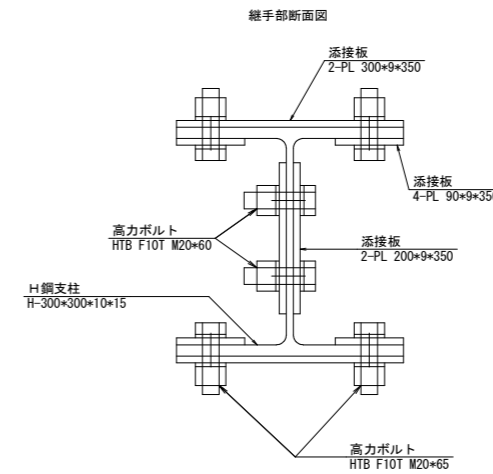 継手部断面図
添接板
2-PL 300*9*350
添接板
4-PL 90*9*350
高力ボルト
HTB F10T M20*60
添接板
2-PL 200*9*350
H鋼支柱
H-300*300*10*15
高力ボルト
HTB F10T M20*65